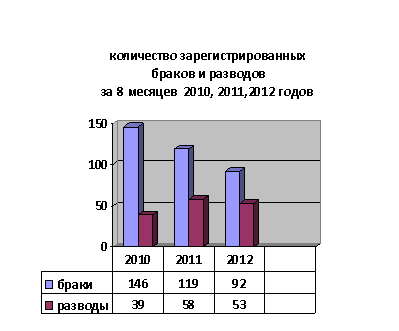 количество зарегистрированных
браков и разводов
за 8 месяцев 2010, 2011,2012 годов
150
100
50
0
2010 2011 2012
браки 146 119 92
разводы 39 58 53